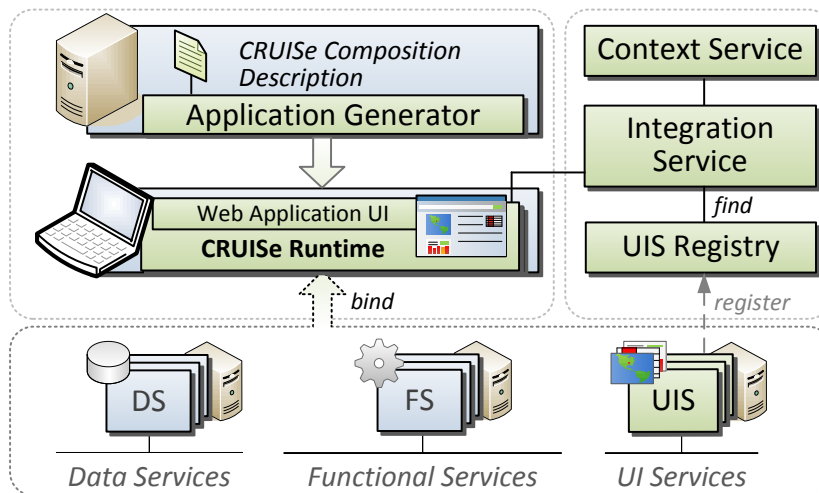 CRUISe Composition
Description
Application Generator
Web Application UI
CRUISe Runtime
bind
Context Service
Integration
Service
find
UIS Registry
register
DS
FS
UIS
Data Services
Functional Services
UI Services